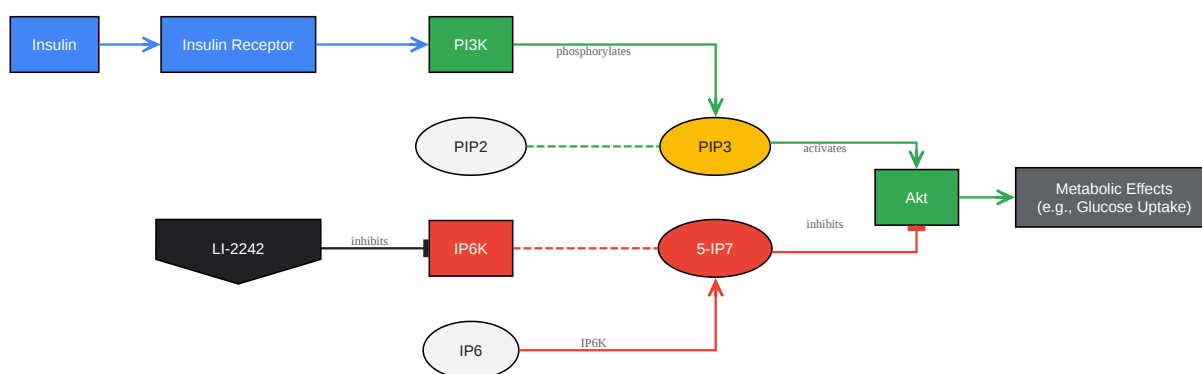 Insulin
Insulin Receptor
PI3K
phosphorylates
PIP2
PIP3
activates
Akt
Metabolic Effects
(e.g., Glucose Uptake)
LI-2242
inhibits
IP6K
5-IP7
inhibits
IP6
IP6K